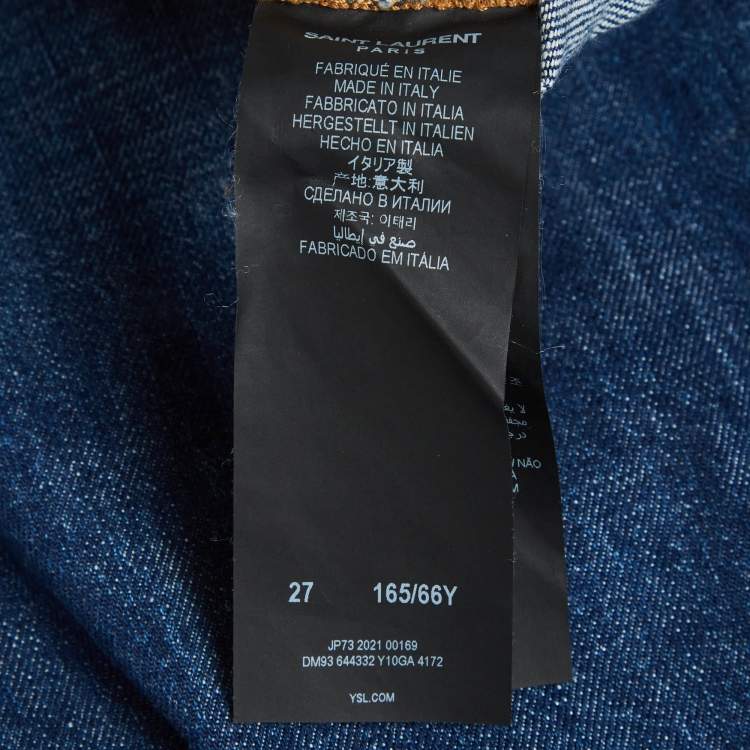 SAINT LAURENT
PARIS
FABRIQUÉ EN ITALIE
MADE IN ITALY
FABBRICATO IN ITALIA
HERGESTELLT IN ITALIEN
HECHO EN ITALIA
イタリア製
产地:意大利
СДЕЛАНО В ИТАЛИИ
제조국: 이태리
صنع في إيطاليا
FABRICADO EM ITÁLIA
NÃO
27 165/66Y
JP73 2021 00169
DM93 644332 Y10GA 4172
YSL.COM